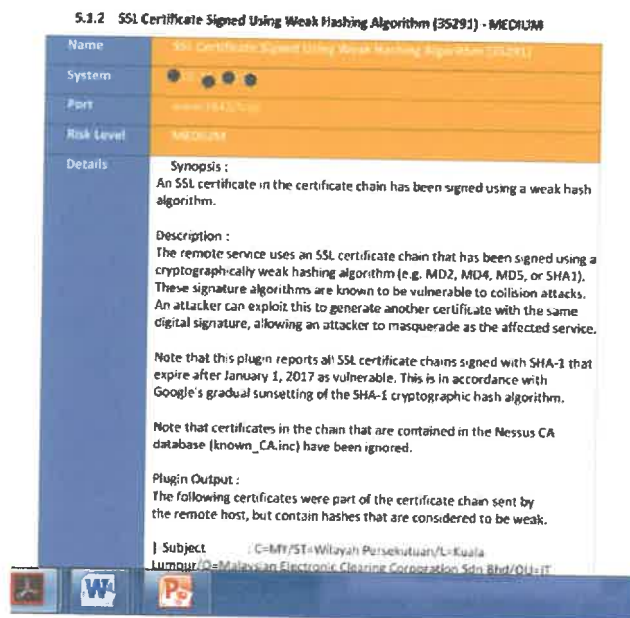 5.1.2 SSL Certificate Signed Using Weak Hashing Algorithm (35291) - MEDIUM
Name SSL Certificate Signed Using Weak Hashing Algorithm (35291)
System
Port
Risk Level MEDIUM
Details Synopsis :
An SSL certificate in the certificate chain has been signed using a weak hash
algorithm.
Description :
The remote service uses an SSL certificate chain that has been signed using a
cryptographically weak hashing algorithm (e.g. MD2, MD4, MD5, or SHA1).
These signature algorithms are known to be vulnerable to collision attacks.
An attacker can exploit this to generate another certificate with the same
digital signature, allowing an attacker to masquerade as the affected service.
Note that this plugin reports all SSL certificate chains signed with SHA-1 that
expire after January 1, 2017 as vulnerable. This is in accordance with
Google's gradual sunsetting of the SHA-1 cryptographic hash algorithm.
Note that certificates in the chain that are contained in the Nessus CA
database (known_CA.inc) have been ignored.
Plugin Output :
The following certificates were part of the certificate chain sent by
the remote host, but contain hashes that are considered to be weak.
| Subject : C=MY/ST=Wilayah Persekutuan/L=Kuala
Lumpur/O=Malaysian Electronic Clearing Corporation Sdn Bhd/OU=IT